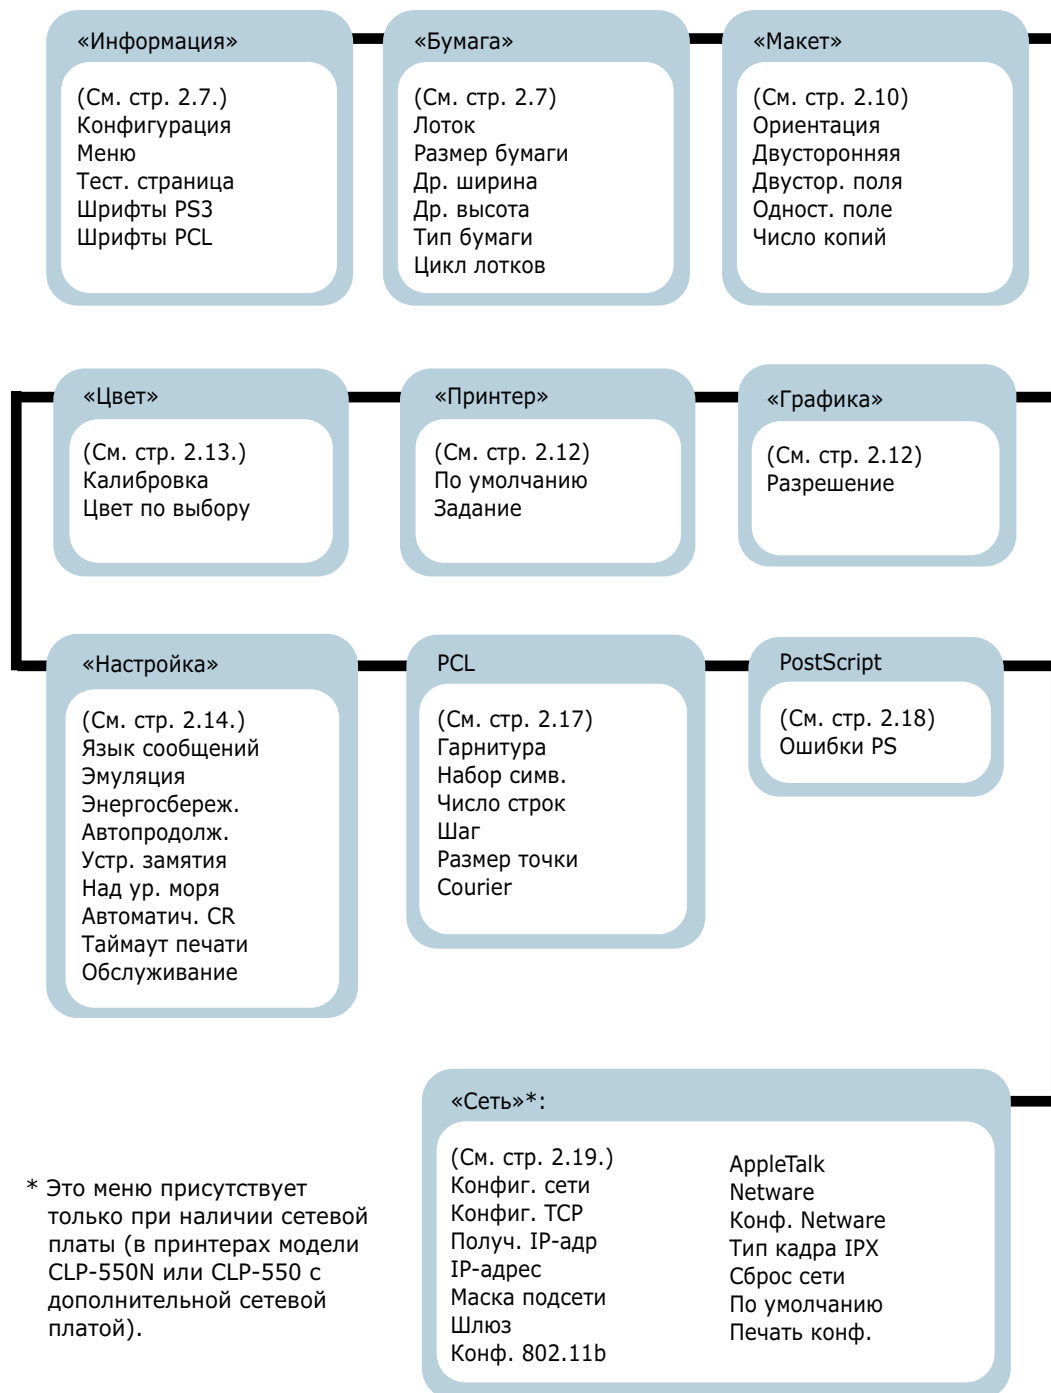 «Информация»
(См. стр. 2.7.)
Конфигурация
Меню
Тест. страница
Шрифты PS3
Шрифты PCL
«Бумага»
(См. стр. 2.7)
Лоток
Размер бумаги
Др. ширина
Др. высота
Тип бумаги
Цикл лотков
«Макет»
(См. стр. 2.10)
Ориентация
Двусторонняя
Двустор. поля
Одност. поле
Число копий
«Цвет»
(См. стр. 2.13.)
Калибровка
Цвет по выбору
«Принтер»
(См. стр. 2.12)
По умолчанию
Задание
«Графика»
(См. стр. 2.12)
Разрешение
«Настройка»
(См. стр. 2.14.)
Язык сообщений
Эмуляция
Энергосбереж.
Автопродолж.
Устр. замятия
Над ур. моря
Автоматич. CR
Таймаут печати
Обслуживание
PCL
(См. стр. 2.17)
Гарнитура
Набор симв.
Число строк
Шаг
Размер точки
Courier
PostScript
(См. стр. 2.18)
Ошибки PS
«Сеть»*:
(См. стр. 2.19.)
Конфиг. сети
Конфиг. TCP
Получ. IP-адр
IP-адрес
Маска подсети
Шлюз
Конф. 802.11b
AppleTalk
Netware
Конф. Netware
Тип кадра IPX
Сброс сети
По умолчанию
Печать конф.
* Это меню присутствует
только при наличии сетевой
платы (в принтерах модели
CLP-550N или CLP-550 с
дополнительной сетевой
платой).